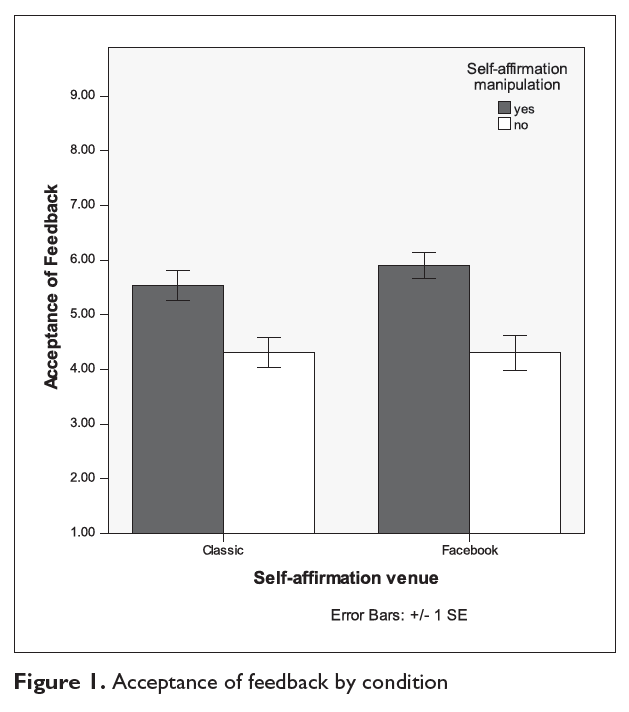 Self-affirmation
manipulation
yes
no
9.00
8.00
7.00
6.00
5.00
4.00
3.00
2.00
1.00
Acceptance of Feedback
Classic
Facebook
Self-affirmation venue
Error Bars: +/- 1 SE
Figure 1. Acceptance of feedback by condition